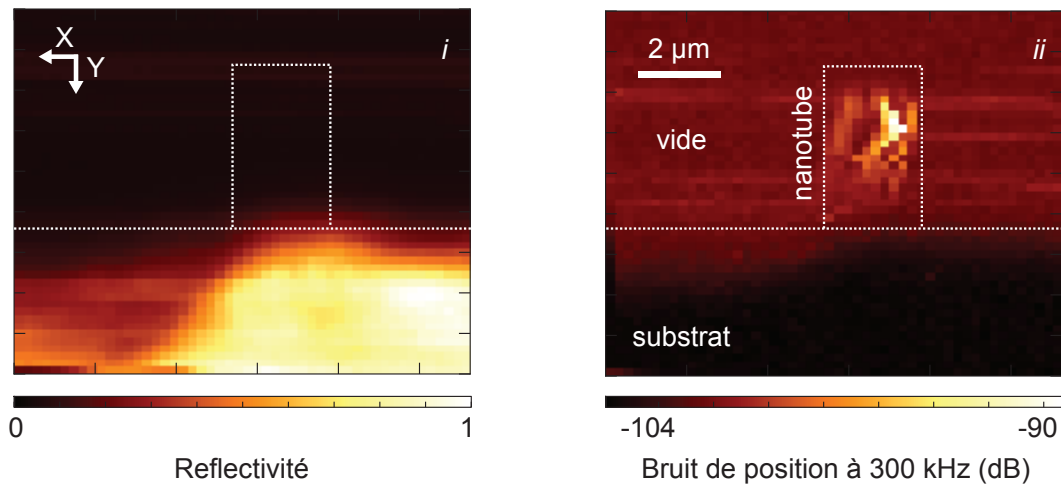 X
Y
i
ii
2 µm
vide
nanotube
substrat
0
1
-104
-90
Reflectivité
Bruit de position à 300 kHz (dB)